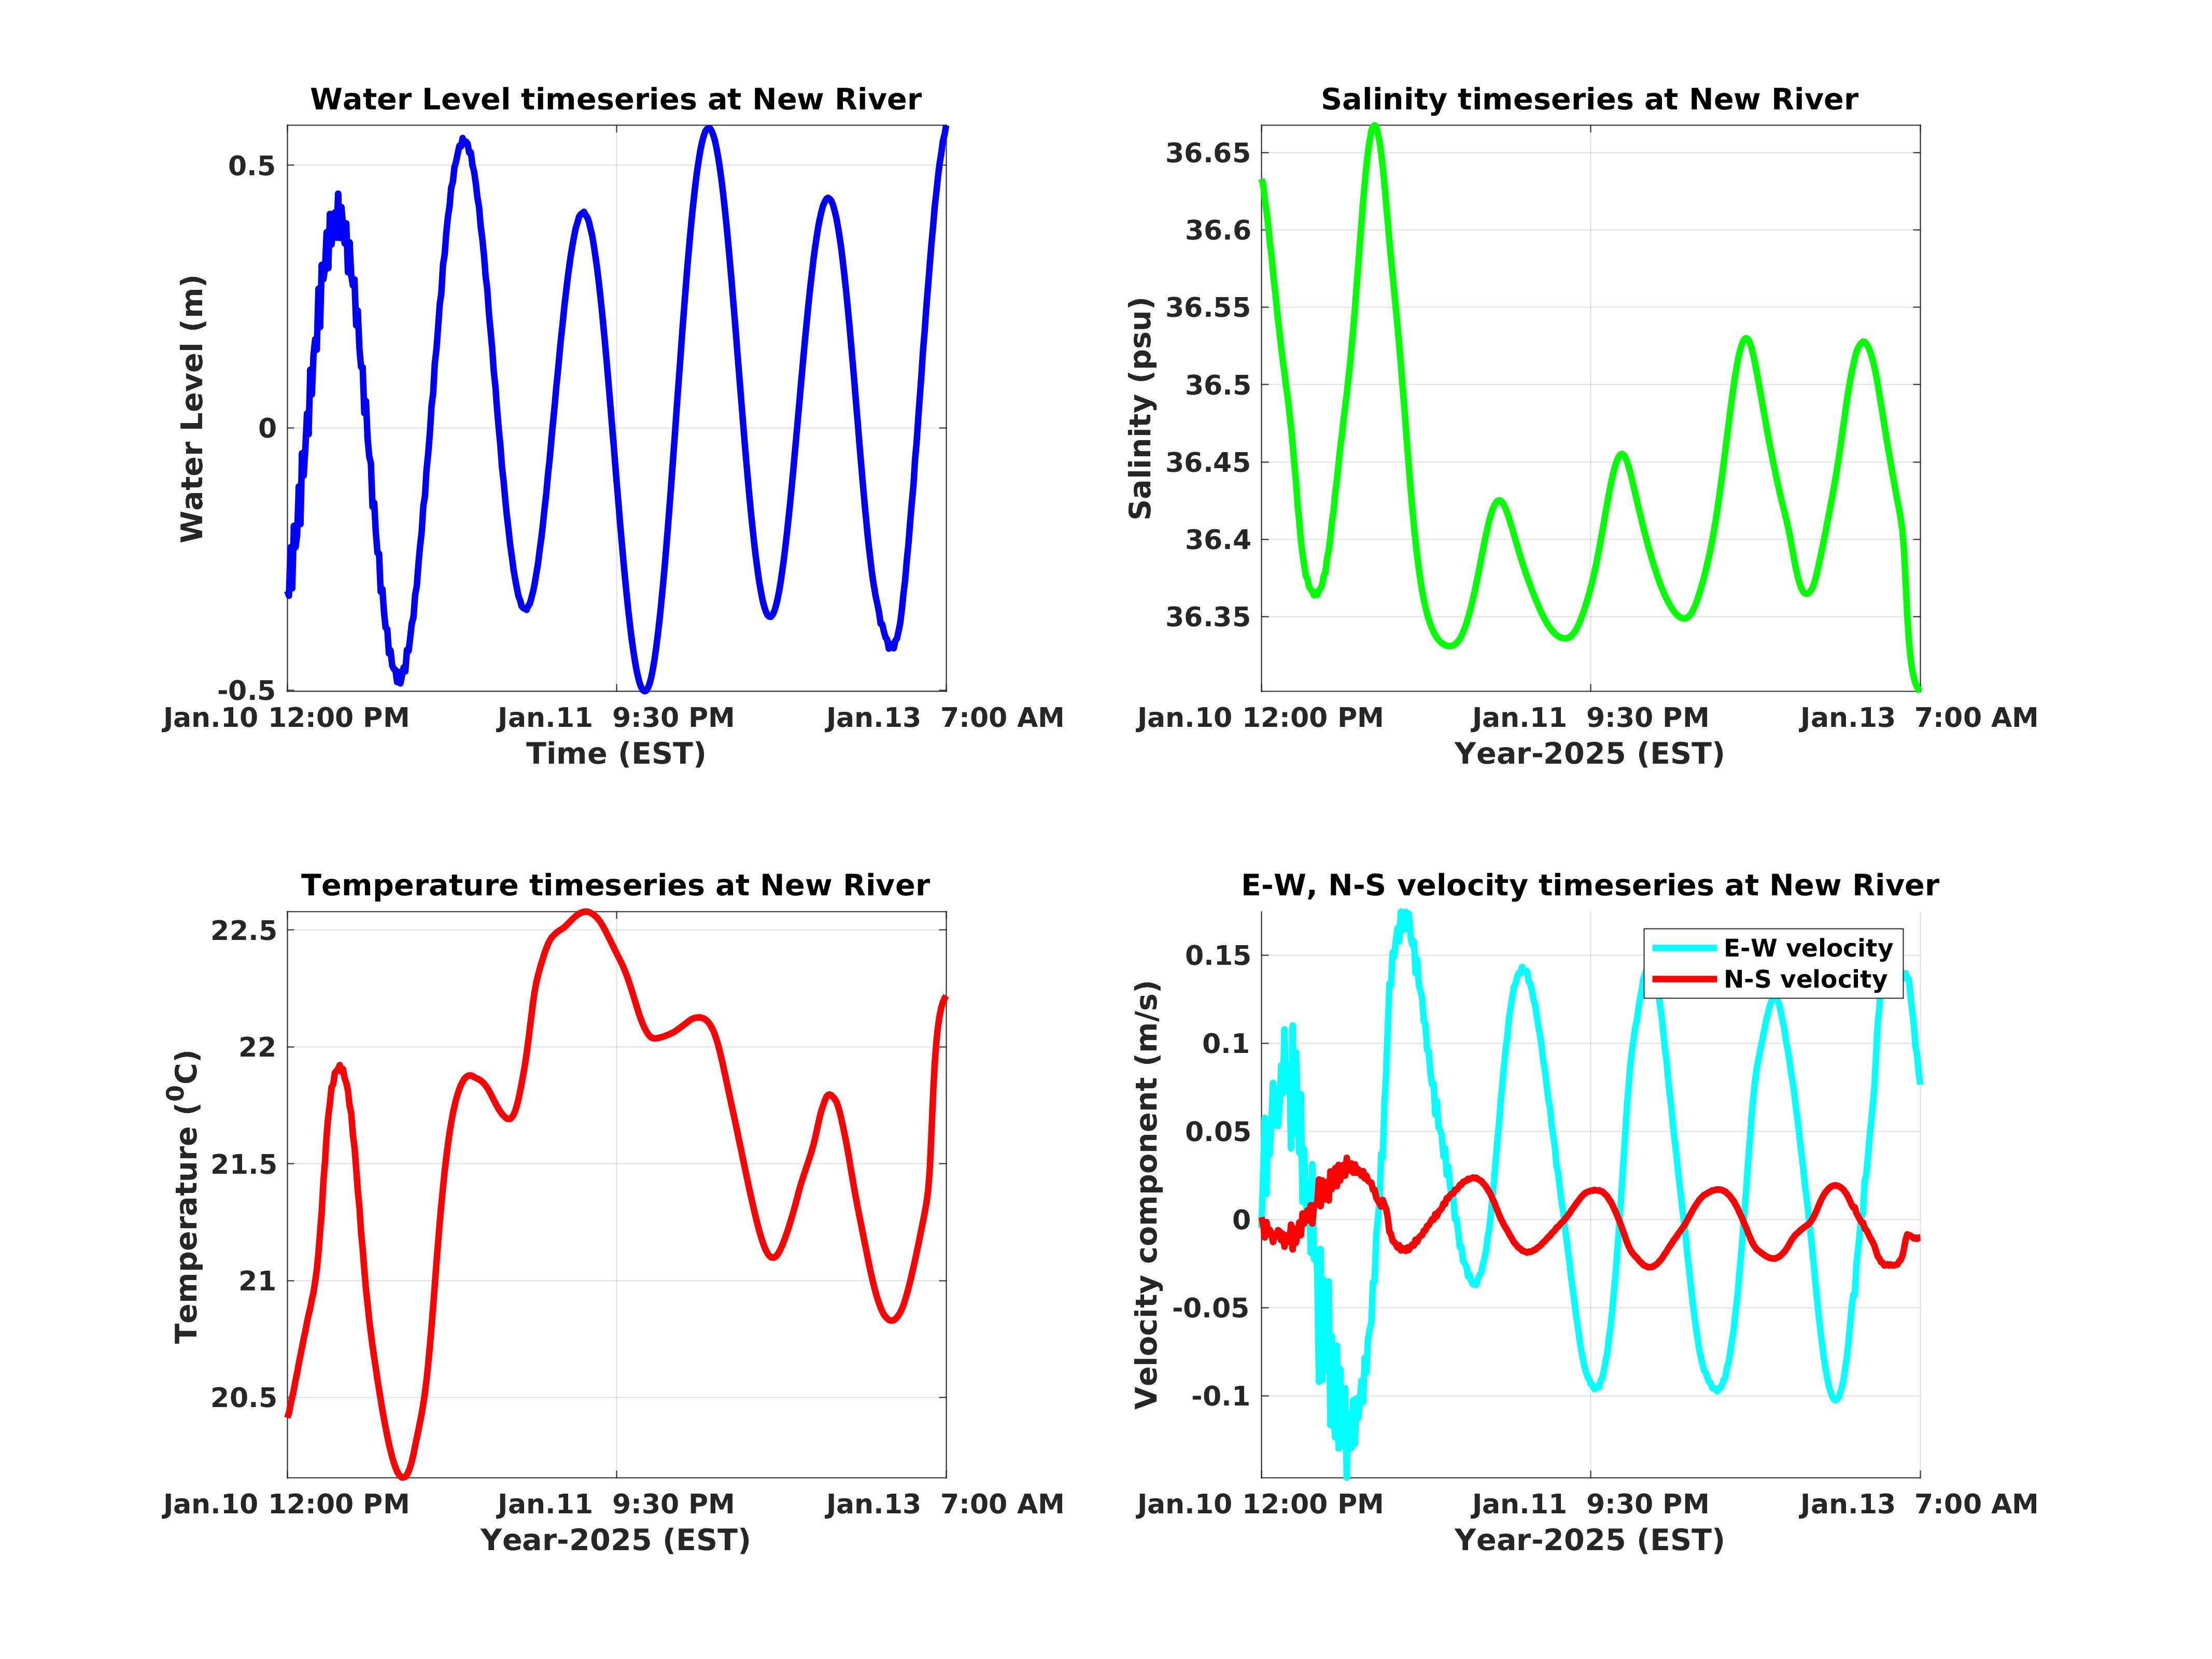 Water Level timeseries at New River
Water Level (m)
0.5
0
-0.5
Jan.10 12:00 PM
Jan.11  9:30 PM
Jan.13  7:00 AM
Time (EST)
Salinity timeseries at New River
Salinity (psu)
36.65
36.6
36.55
36.5
36.45
36.4
36.35
Jan.10 12:00 PM
Jan.11  9:30 PM
Jan.13  7:00 AM
Year-2025 (EST)
Temperature timeseries at New River
Temperature (⁰C)
22.5
22
21.5
21
20.5
Jan.10 12:00 PM
Jan.11  9:30 PM
Jan.13  7:00 AM
Year-2025 (EST)
E-W, N-S velocity timeseries at New River
Velocity component (m/s)
0.15
0.1
0.05
0
-0.05
-0.1
E-W velocity
N-S velocity
Jan.10 12:00 PM
Jan.11  9:30 PM
Jan.13  7:00 AM
Year-2025 (EST)